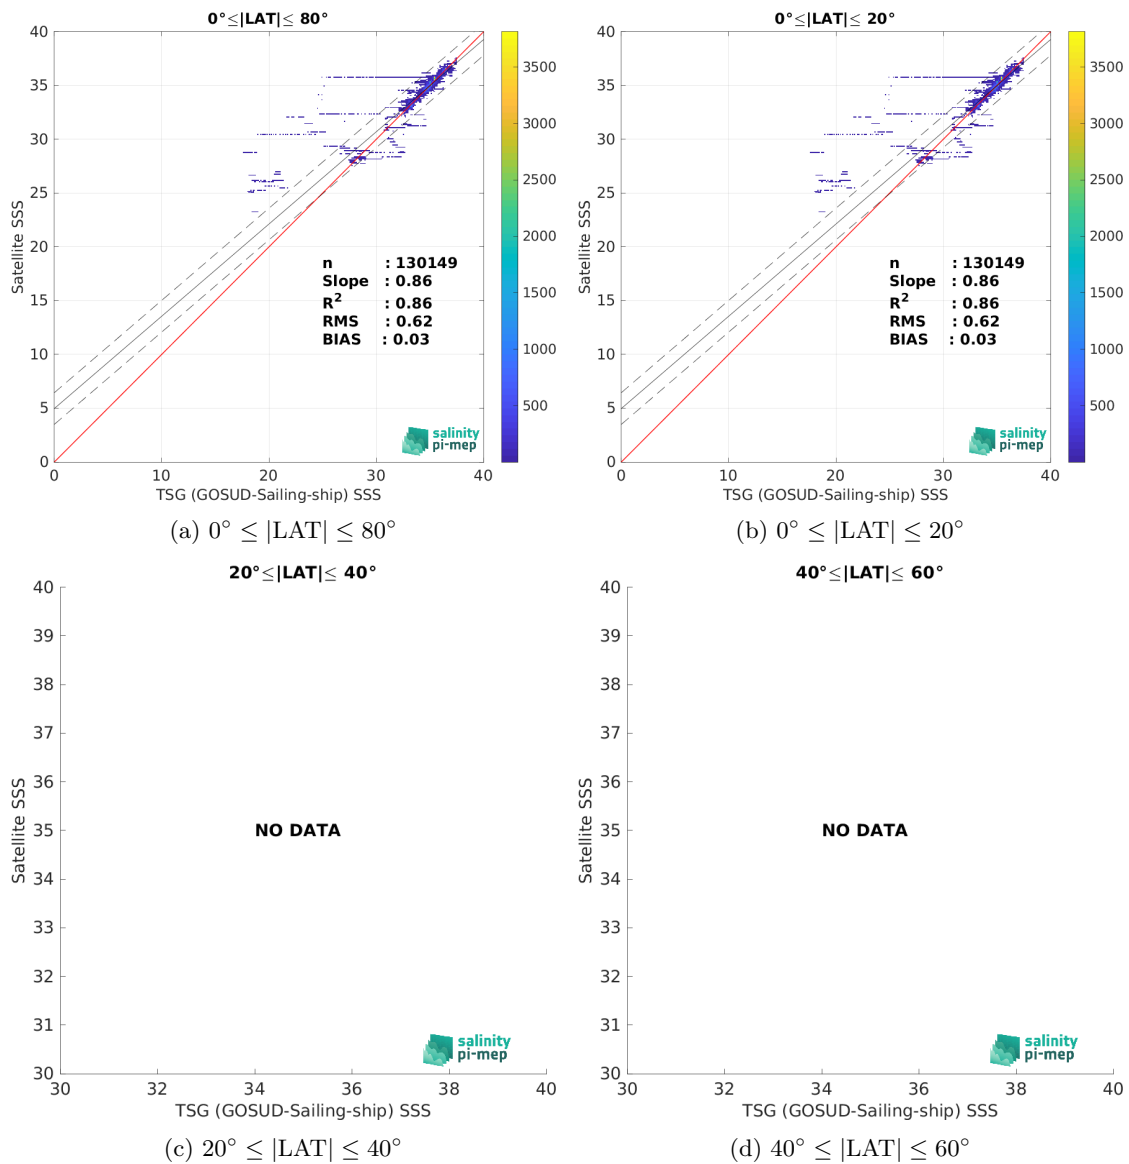 0°≤|LAT|≤ 80°
40
35
30
25
20
15
10
5
0
Satellite SSS
n : 130149
Slope : 0.86
R² : 0.86
RMS : 0.62
BIAS : 0.03
salinity
pi-mep
0 10 20 30 40
TSG (GOSUD-Sailing-ship) SSS
3500
3000
2500
2000
1500
1000
500
(a) 0° ≤ |LAT| ≤ 80°
0°≤|LAT|≤ 20°
40
35
30
25
20
15
10
5
0
Satellite SSS
n : 130149
Slope : 0.86
R² : 0.86
RMS : 0.62
BIAS : 0.03
salinity
pi-mep
0 10 20 30 40
TSG (GOSUD-Sailing-ship) SSS
3500
3000
2500
2000
1500
1000
500
(b) 0° ≤ |LAT| ≤ 20°
20°≤|LAT|≤ 40°
40
39
38
37
36
35
34
33
32
31
30
Satellite SSS
NO DATA
salinity
pi-mep
30 32 34 36 38 40
TSG (GOSUD-Sailing-ship) SSS
(c) 20° ≤ |LAT| ≤ 40°
40°≤|LAT|≤ 60°
40
39
38
37
36
35
34
33
32
31
30
Satellite SSS
NO DATA
salinity
pi-mep
30 32 34 36 38 40
TSG (GOSUD-Sailing-ship) SSS
(d) 40° ≤ |LAT| ≤ 60°